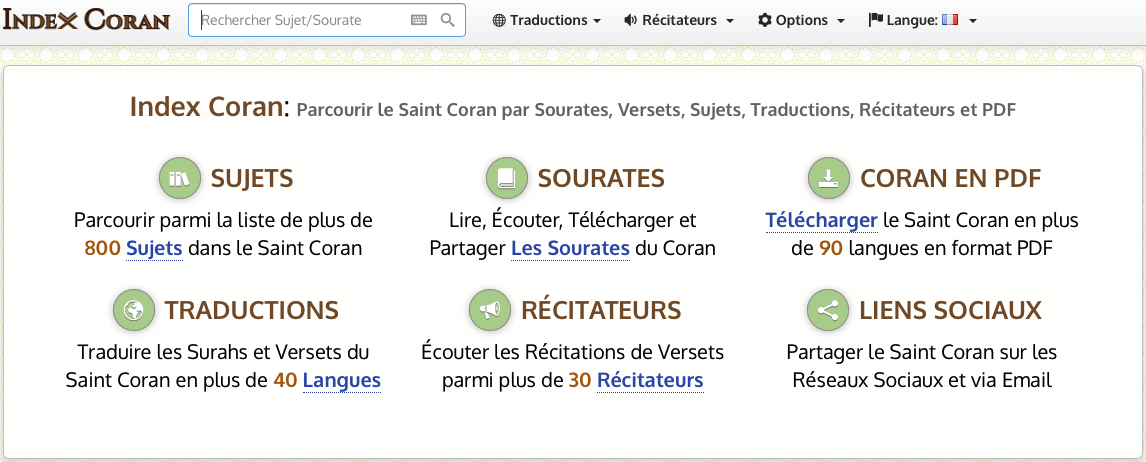 INDEX CORAN
Rechercher Sujet/Sourate
Traductions
Récitateurs
Options
Langue:
Index Coran: Parcourir le Saint Coran par Sourates, Versets, Sujets, Traductions, Récitateurs et PDF
SUJETS
Parcourir parmi la liste de plus de
800 Sujets dans le Saint Coran
SOURATES
Lire, Écouter, Télécharger et
Partager Les Sourates du Coran
CORAN EN PDF
Télécharger le Saint Coran en plus
de 90 langues en format PDF
TRADUCTIONS
Traduire les Surahs et Versets du
Saint Coran en plus de 40 Langues
RÉCITATEURS
Écouter les Récitations de Versets
parmi plus de 30 Récitateurs
LIENS SOCIAUX
Partager le Saint Coran sur les
Réseaux Sociaux et via Email